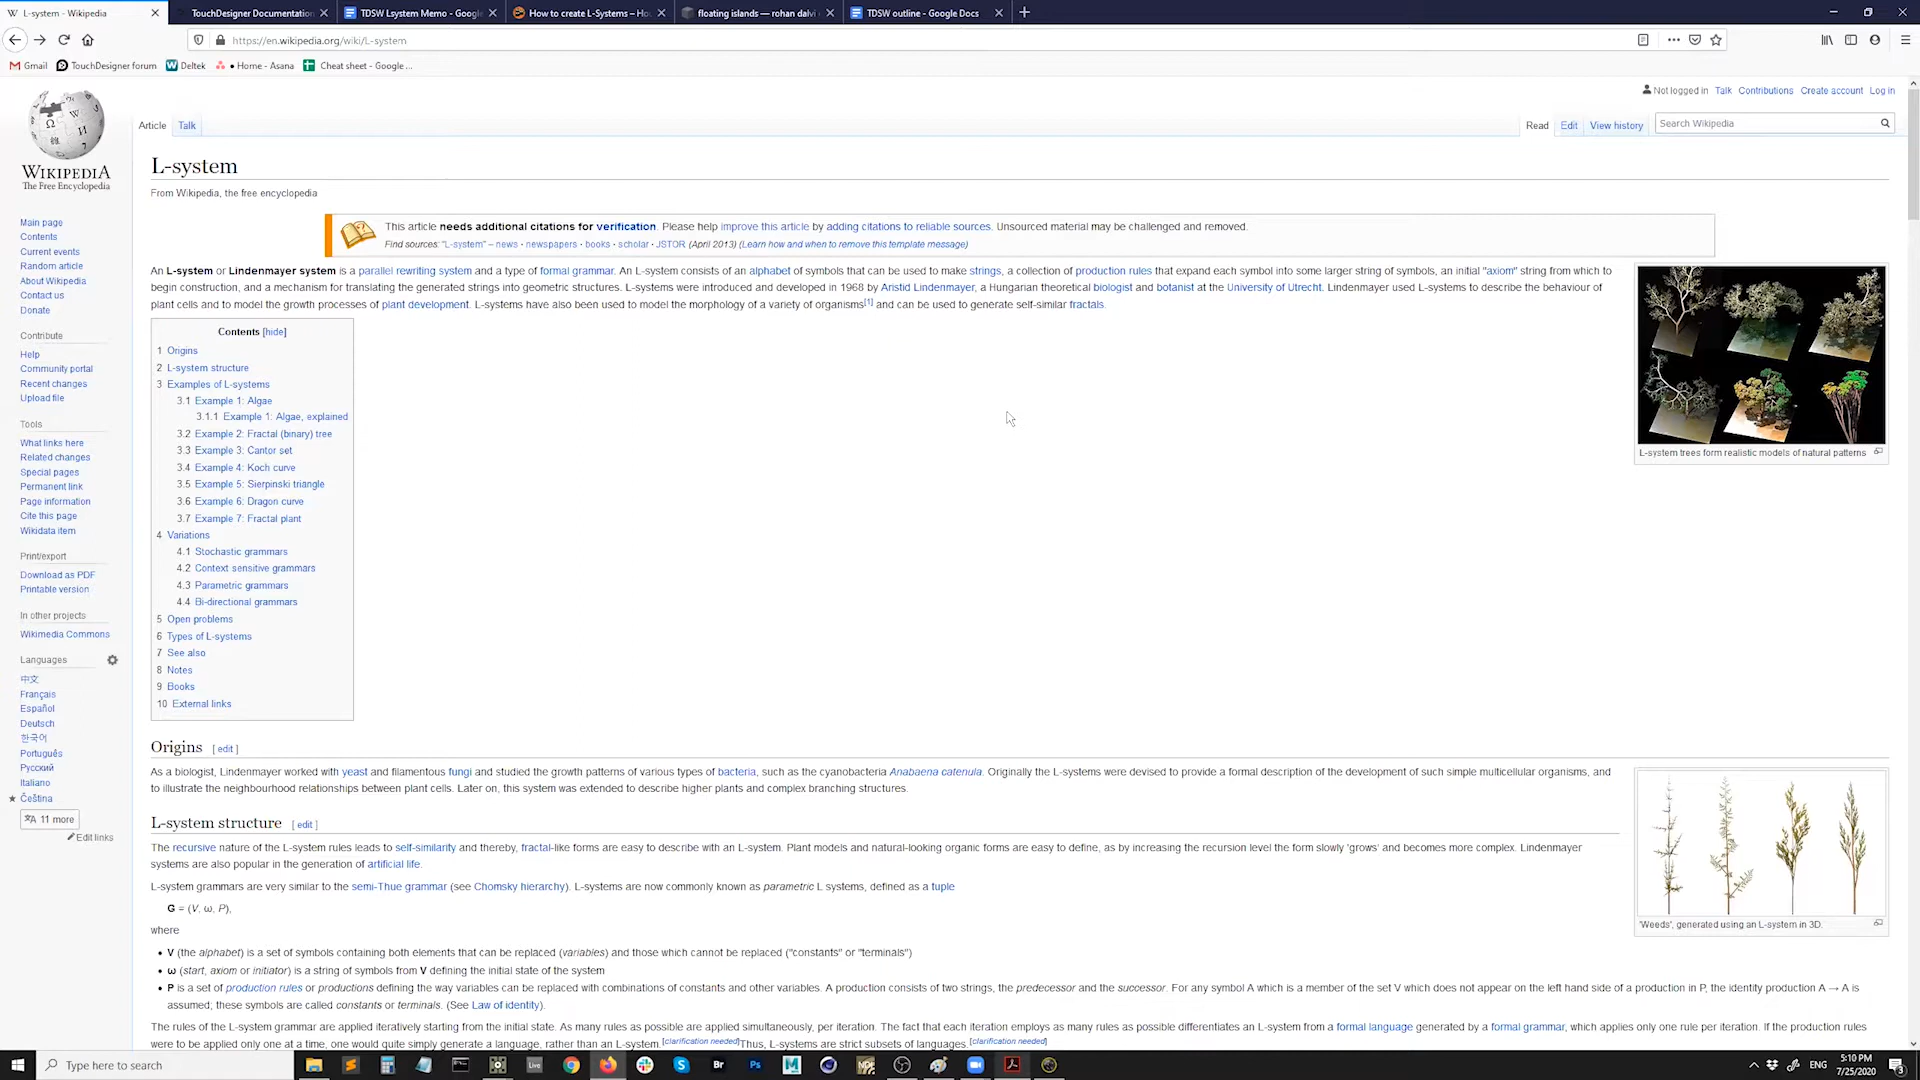 L-system - Wikipedia
TouchDesigner Documentation
TDSW Lsystem Memo - Google
How to create L-Systems – Ho
floating islands — rohan dalvi
TDSW outline - Google Docs
https://en.wikipedia.org/wiki/L-system
Gmail
TouchDesigner forum
Deltek
• Home - Asana
Cheat sheet - Google ...
Not logged in Talk Contributions Create account Log in
Article Talk
Read Edit View history
Search Wikipedia
WIKIPEDIA
The Free Encyclopedia
Main page
Contents
Current events
Random article
About Wikipedia
Contact us
Donate
Contribute
Help
Community portal
Recent changes
Upload file
Tools
What links here
Related changes
Special pages
Permanent link
Page information
Cite this page
Wikidata item
Print/export
Download as PDF
Printable version
In other projects
Wikimedia Commons
Languages
中文
Français
Español
Deutsch
한국어
Português
Русский
Italiano
Čeština
11 more
Edit links
L-system
From Wikipedia, the free encyclopedia
This article needs additional citations for verification. Please help improve this article by adding citations to reliable sources. Unsourced material may be challenged and removed.
Find sources: "L-system" – news · newspapers · books · scholar · JSTOR (April 2013) (Learn how and when to remove this template message)
An L-system or Lindenmayer system is a parallel rewriting system and a type of formal grammar. An L-system consists of an alphabet of symbols that can be used to make strings, a collection of production rules that expand each symbol into some larger string of symbols, an initial "axiom" string from which to
begin construction, and a mechanism for translating the generated strings into geometric structures. L-systems were introduced and developed in 1968 by Aristid Lindenmayer, a Hungarian theoretical biologist and botanist at the University of Utrecht. Lindenmayer used L-systems to describe the behaviour of
plant cells and to model the growth processes of plant development. L-systems have also been used to model the morphology of a variety of organisms[1] and can be used to generate self-similar fractals.
L-system trees form realistic models of natural patterns
Contents [hide]
1 Origins
2 L-system structure
3 Examples of L-systems
3.1 Example 1: Algae
3.1.1 Example 1: Algae, explained
3.2 Example 2: Fractal (binary) tree
3.3 Example 3: Cantor set
3.4 Example 4: Koch curve
3.5 Example 5: Sierpinski triangle
3.6 Example 6: Dragon curve
3.7 Example 7: Fractal plant
4 Variations
4.1 Stochastic grammars
4.2 Context sensitive grammars
4.3 Parametric grammars
4.4 Bi-directional grammars
5 Open problems
6 Types of L-systems
7 See also
8 Notes
9 Books
10 External links
Origins [ edit ]
As a biologist, Lindenmayer worked with yeast and filamentous fungi and studied the growth patterns of various types of bacteria, such as the cyanobacteria Anabaena catenula. Originally the L-systems were devised to provide a formal description of the development of such simple multicellular organisms, and
to illustrate the neighbourhood relationships between plant cells. Later on, this system was extended to describe higher plants and complex branching structures.
'Weeds', generated using an L-system in 3D.
L-system structure [ edit ]
The recursive nature of the L-system rules leads to self-similarity and thereby, fractal-like forms are easy to describe with an L-system. Plant models and natural-looking organic forms are easy to define, as by increasing the recursion level the form slowly 'grows' and becomes more complex. Lindenmayer
systems are also popular in the generation of artificial life.
L-system grammars are very similar to the semi-Thue grammar (see Chomsky hierarchy). L-systems are now commonly known as parametric L systems, defined as a tuple
G = (V, ω, P),
where
• V (the alphabet) is a set of symbols containing both elements that can be replaced (variables) and those which cannot be replaced ("constants" or "terminals")
• ω (start, axiom or initiator) is a string of symbols from V defining the initial state of the system
• P is a set of production rules or productions defining the way variables can be replaced with combinations of constants and other variables. A production consists of two strings, the predecessor and the successor. For any symbol A which is a member of the set V which does not appear on the left hand side of a production in P, the identity production A → A is
assumed; these symbols are called constants or terminals. (See Law of identity).
The rules of the L-system grammar are applied iteratively starting from the initial state. As many rules as possible are applied simultaneously, per iteration. The fact that each iteration employs as many rules as possible differentiates an L-system from a formal language generated by a formal grammar, which applies only one rule per iteration. If the production rules
were to be applied only one at a time, one would quite simply generate a language, rather than an L-system.[clarification needed]Thus, L-systems are strict subsets of languages.[clarification needed]
Type here to search
Live
Br
Ps
ENG
5:10 PM
7/25/2020
3